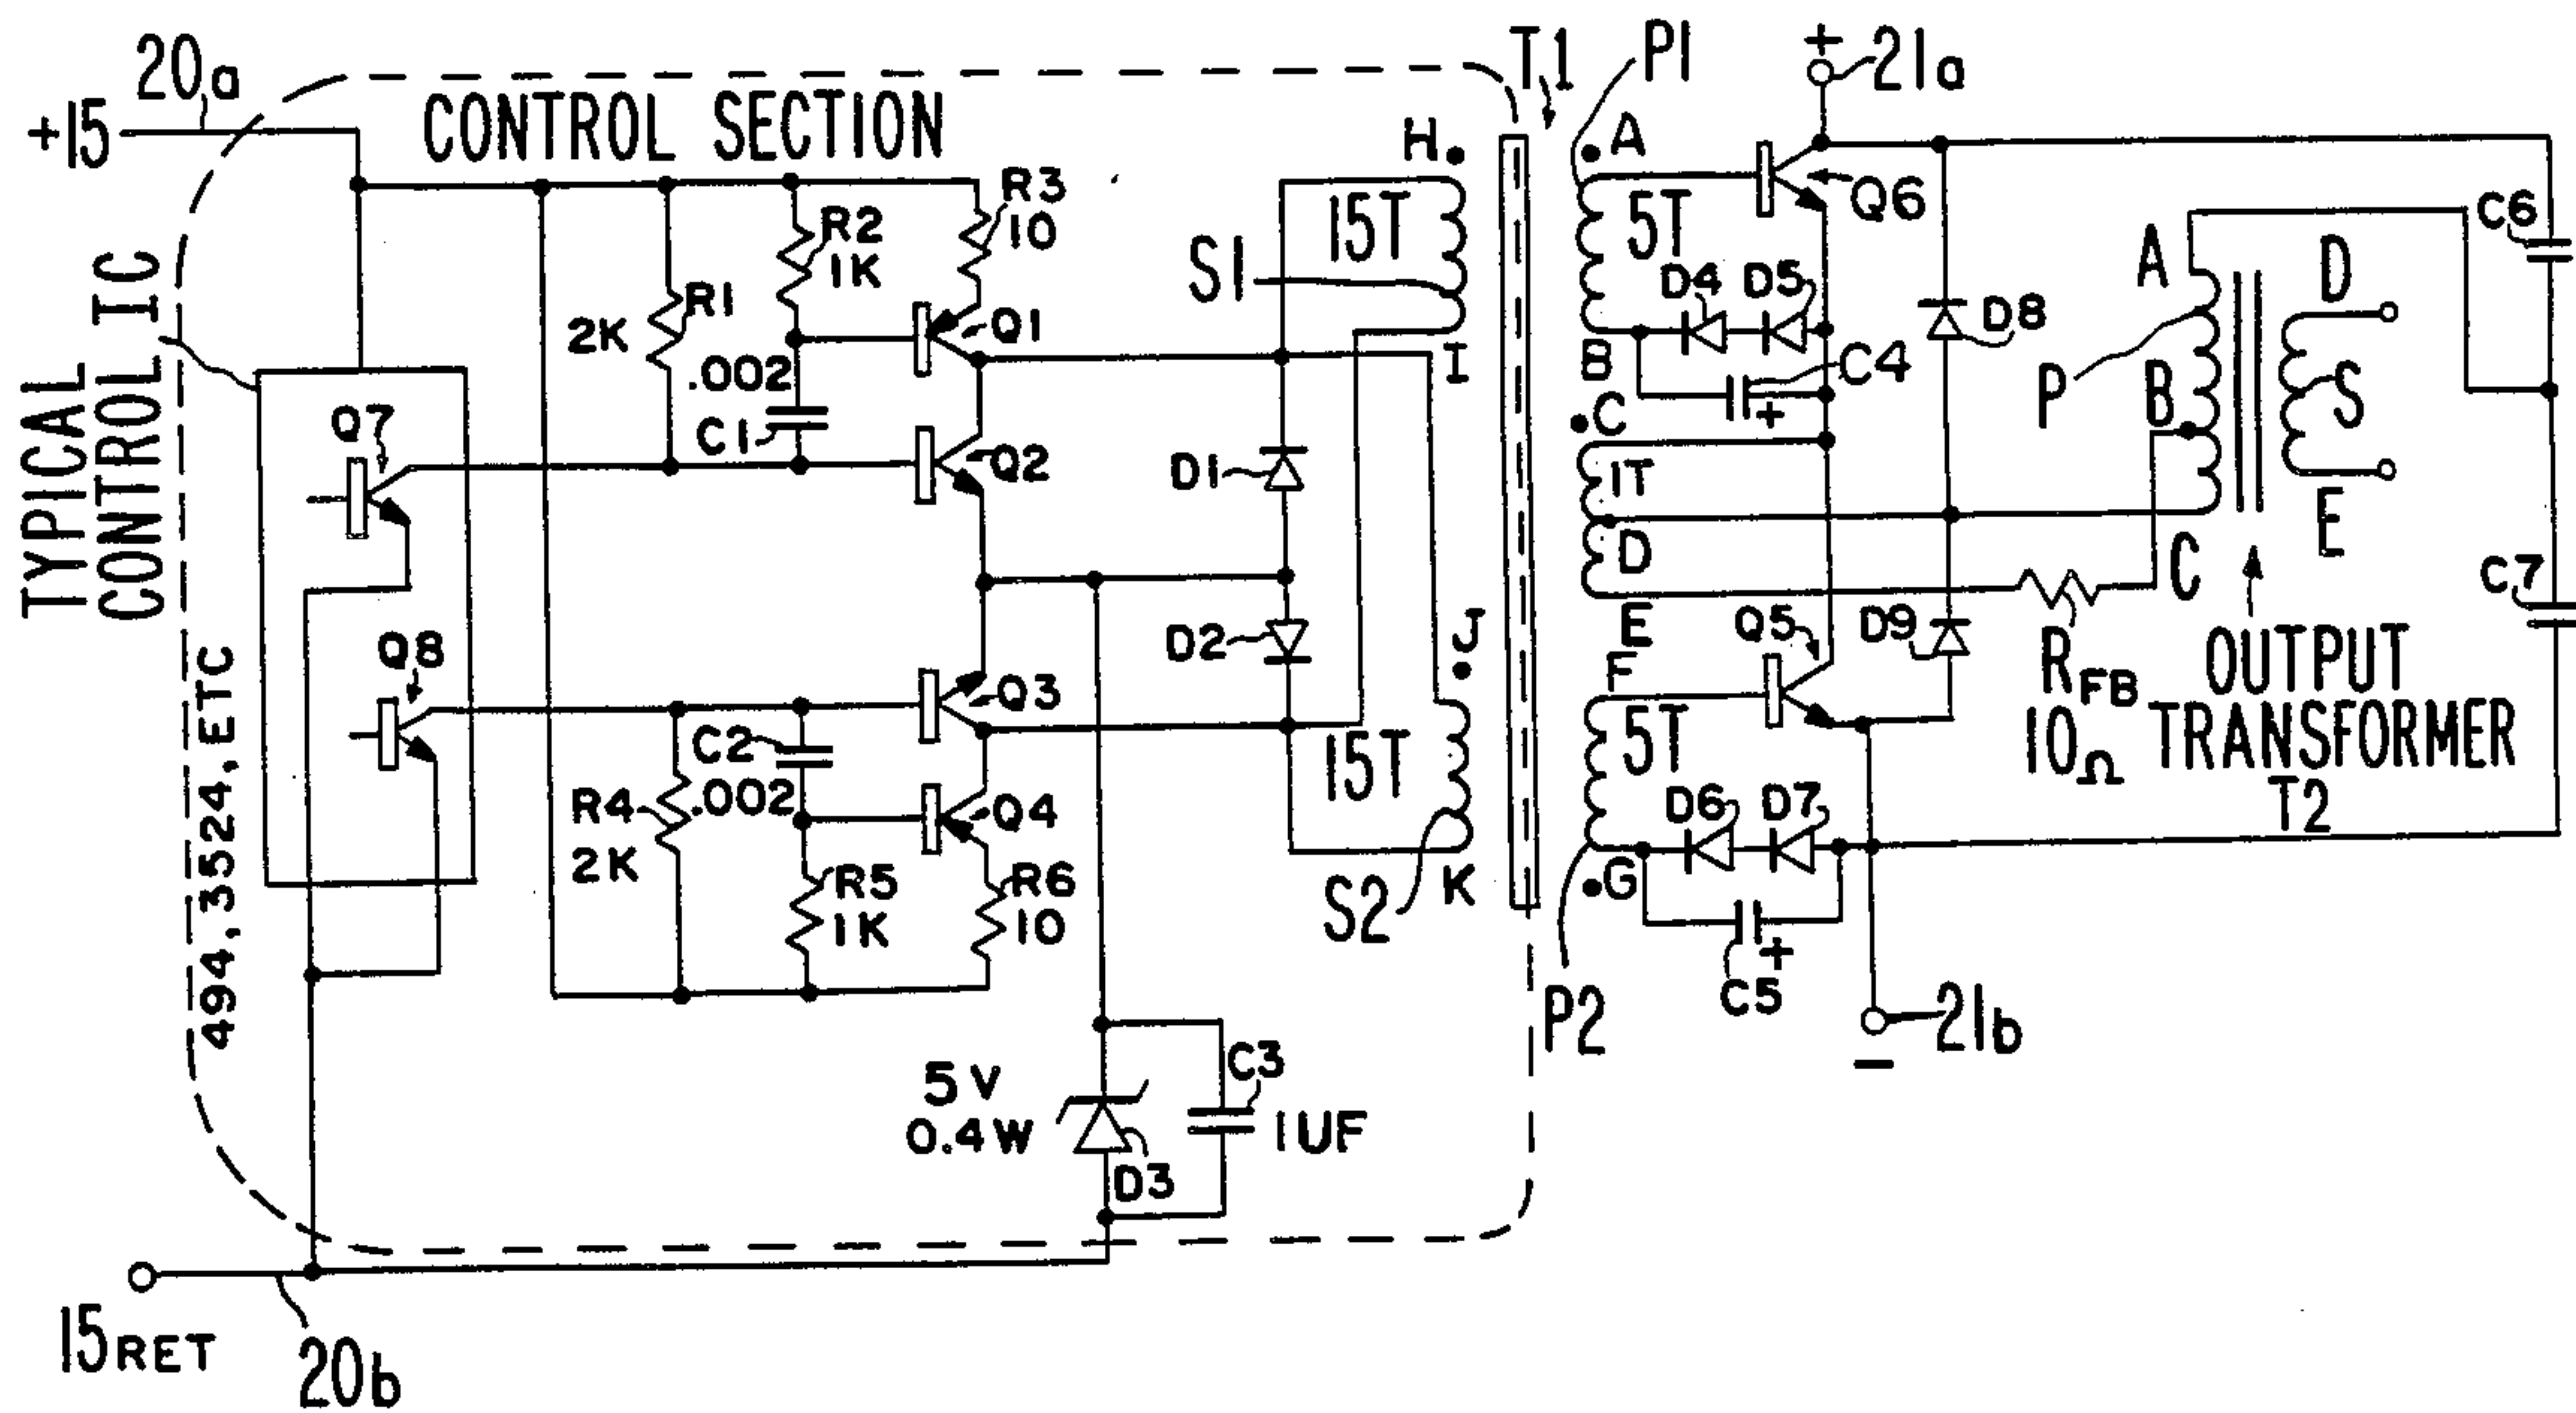 20a
+15
CONTROL SECTION
TYPICAL
CONTROL IC
494, 3524, ETC
Q7
Q8
R1
2K
R2
1K
R3
10
.002
C1
Q1
Q2
Q3
Q4
C2
.002
R4
2K
R5
1K
R6
10
D1
D2
S1
15T
H
I
J
15T
S2
K
5V
0.4W
D3
C3
1UF
15RET
20b
T1
P1
A
5T
D4
D5
B
C4
+
C
1T
D
E
F
5T
D6
D7
G
C5
+
P2
+
21a
Q6
D8
Q5
D9
21b
−
RFB
10Ω
A
P
B
C
D
S
E
C6
C7
OUTPUT
TRANSFORMER
T2